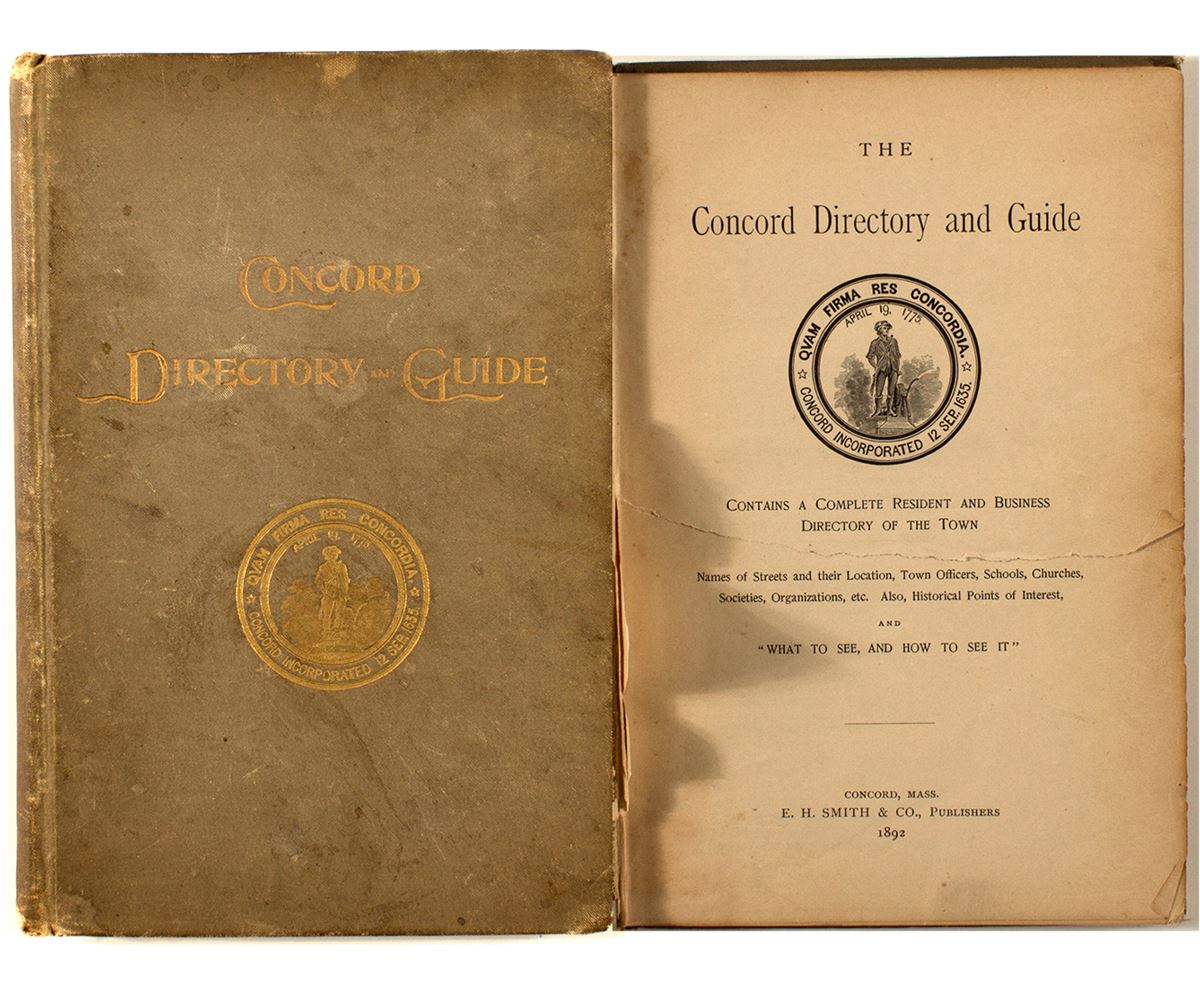 CONCORD
DIRECTORY AND GUIDE
QVAM FIRMA RES CONCORDIA.
APRIL 19, 1775
CONCORD INCORPORATED 12 SEP. 1635.
THE
Concord Directory and Guide
QVAM FIRMA RES CONCORDIA.
APRIL 19, 1775.
CONCORD INCORPORATED 12 SEP. 1635.
CONTAINS A COMPLETE RESIDENT AND BUSINESS
DIRECTORY OF THE TOWN
Names of Streets and their Location, Town Officers, Schools, Churches,
Societies, Organizations, etc. Also, Historical Points of Interest,
AND
"WHAT TO SEE, AND HOW TO SEE IT"
CONCORD, MASS.
E. H. SMITH & CO., PUBLISHERS
1892